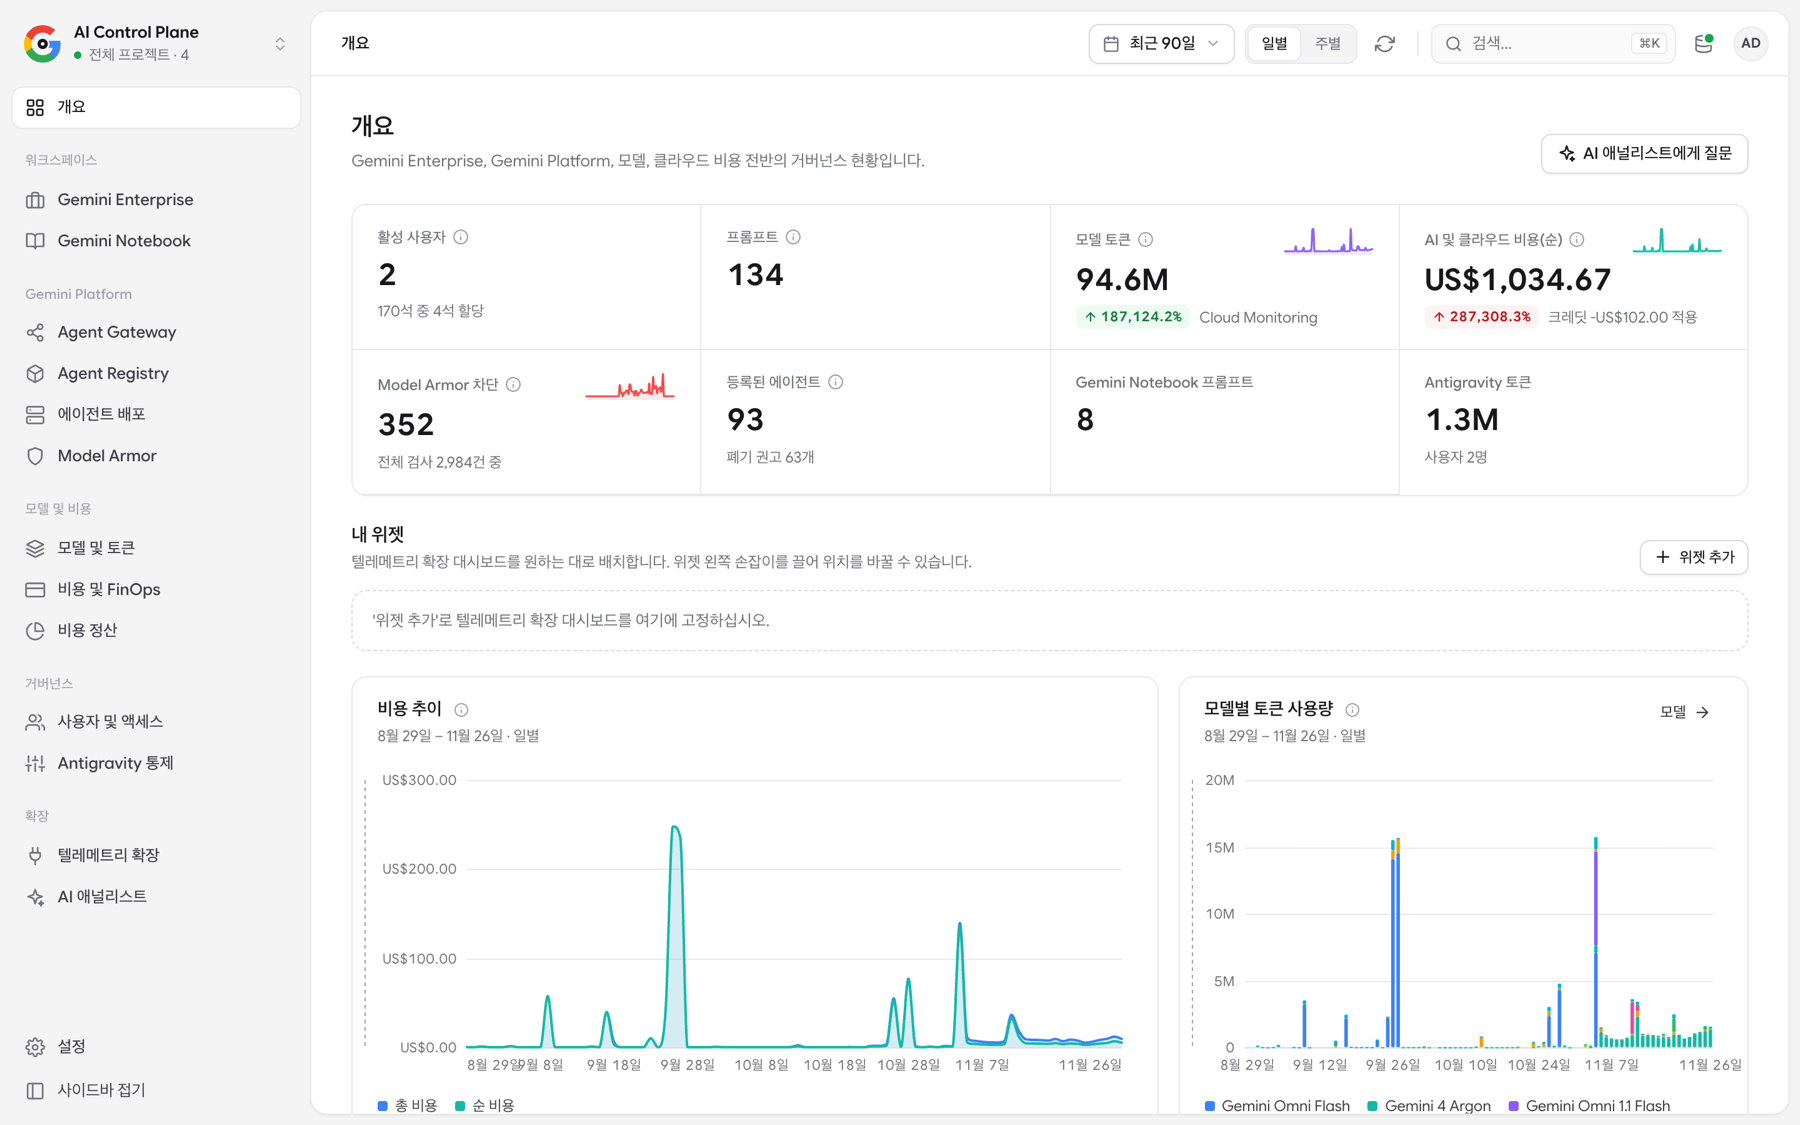 AI Control Plane
전체 프로젝트 · 4
개요
워크스페이스
Gemini Enterprise
Gemini Notebook
Gemini Platform
Agent Gateway
Agent Registry
에이전트 배포
Model Armor
모델 및 비용
모델 및 토큰
비용 및 FinOps
비용 정산
거버넌스
사용자 및 액세스
Antigravity 통제
확장
텔레메트리 확장
AI 애널리스트
설정
사이드바 접기
개요
최근 90일
일별 주별
검색... ⌘K
AD
개요
Gemini Enterprise, Gemini Platform, 모델, 클라우드 비용 전반의 거버넌스 현황입니다.
AI 애널리스트에게 질문
활성 사용자
2
170석 중 4석 할당
프롬프트
134
모델 토큰
94.6M
↑ 187,124.2% Cloud Monitoring
AI 및 클라우드 비용(순)
US$1,034.67
↑ 287,308.3% 크레딧 -US$102.00 적용
Model Armor 차단
352
전체 검사 2,984건 중
등록된 에이전트
93
폐기 권고 63개
Gemini Notebook 프롬프트
8
Antigravity 토큰
1.3M
사용자 2명
내 위젯
텔레메트리 확장 대시보드를 원하는 대로 배치합니다. 위젯 왼쪽 손잡이를 끌어 위치를 바꿀 수 있습니다.
+ 위젯 추가
'위젯 추가'로 텔레메트리 확장 대시보드를 여기에 고정하십시오.
비용 추이
8월 29일 – 11월 26일 · 일별
US$300.00
US$200.00
US$100.00
US$0.00
8월 29일 9월 8일 9월 18일 9월 28일 10월 8일 10월 18일 10월 28일 11월 7일 11월 26일
총 비용 순 비용
모델별 토큰 사용량
모델 →
8월 29일 – 11월 26일 · 일별
20M
15M
10M
5M
0
8월 29일 9월 12일 9월 26일 10월 10일 10월 24일 11월 7일 11월 26일
Gemini Omni Flash Gemini 4 Argon Gemini Omni 1.1 Flash